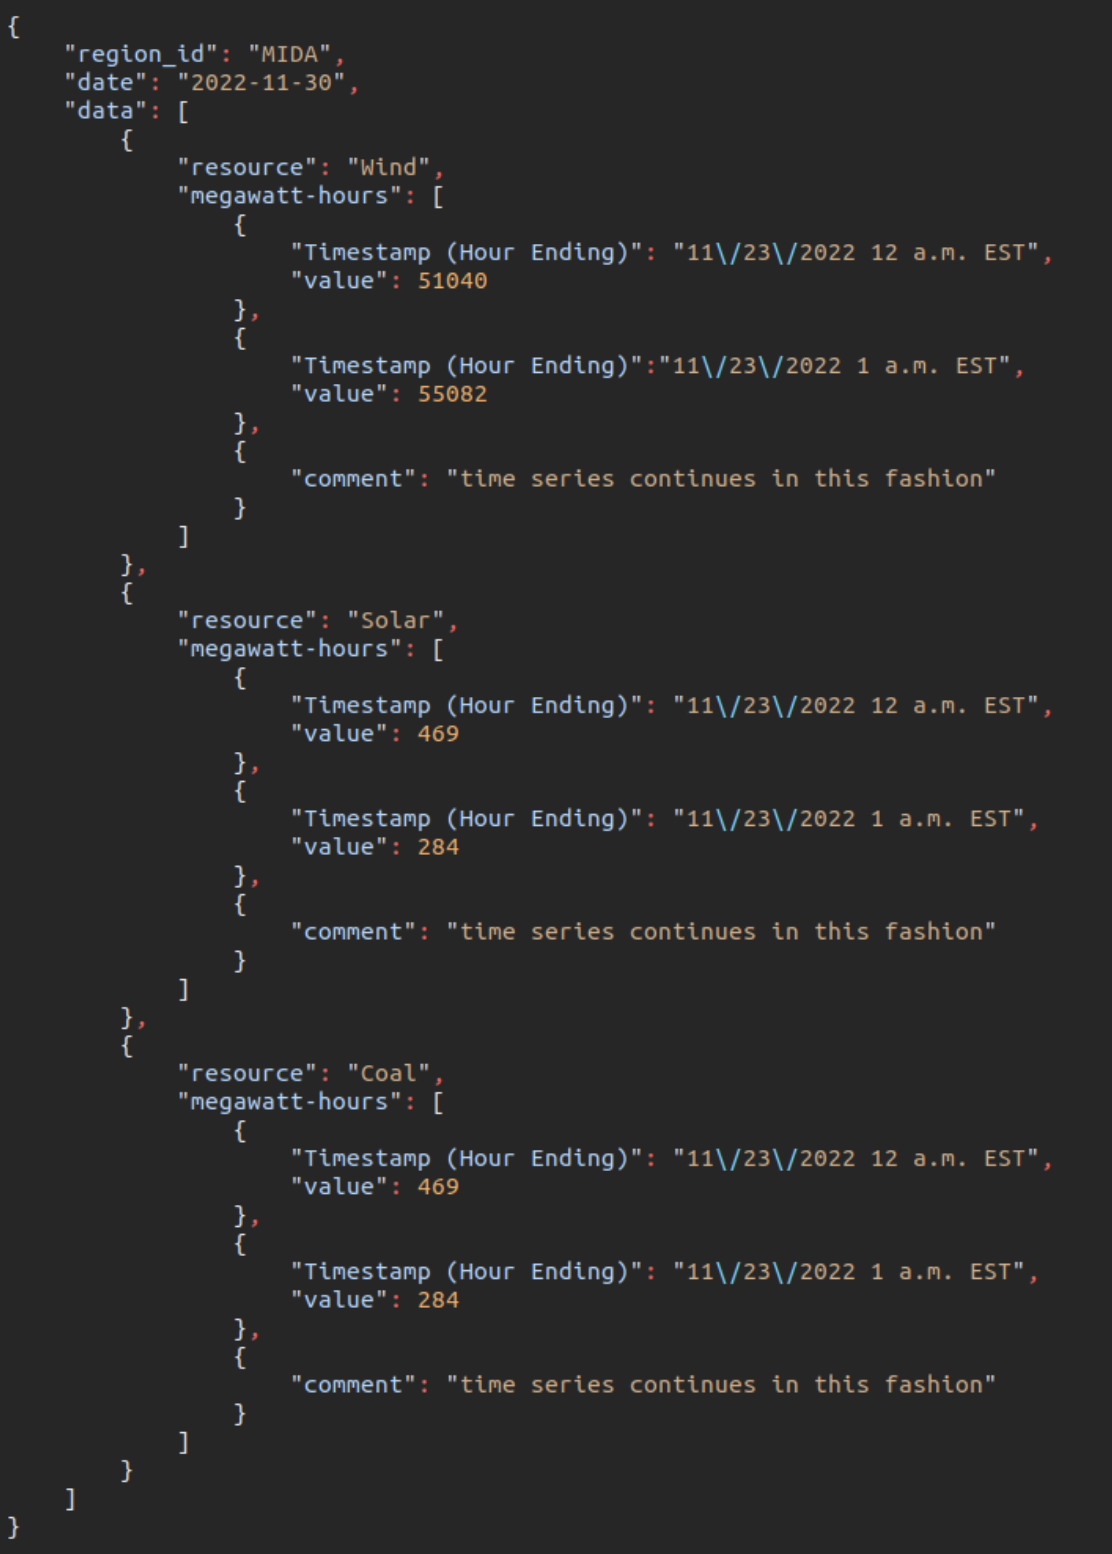 {
    "region_id": "MIDA",
    "date": "2022-11-30",
    "data": [
        {
            "resource": "Wind",
            "megawatt-hours": [
                {
                    "Timestamp (Hour Ending)": "11\/23\/2022 12 a.m. EST",
                    "value": 51040
                },
                {
                    "Timestamp (Hour Ending)":"11\/23\/2022 1 a.m. EST",
                    "value": 55082
                },
                {
                    "comment": "time series continues in this fashion"
                }
            ]
        },
        {
            "resource": "Solar",
            "megawatt-hours": [
                {
                    "Timestamp (Hour Ending)": "11\/23\/2022 12 a.m. EST",
                    "value": 469
                },
                {
                    "Timestamp (Hour Ending)": "11\/23\/2022 1 a.m. EST",
                    "value": 284
                },
                {
                    "comment": "time series continues in this fashion"
                }
            ]
        },
        {
            "resource": "Coal",
            "megawatt-hours": [
                {
                    "Timestamp (Hour Ending)": "11\/23\/2022 12 a.m. EST",
                    "value": 469
                },
                {
                    "Timestamp (Hour Ending)": "11\/23\/2022 1 a.m. EST",
                    "value": 284
                },
                {
                    "comment": "time series continues in this fashion"
                }
            ]
        }
    ]
}